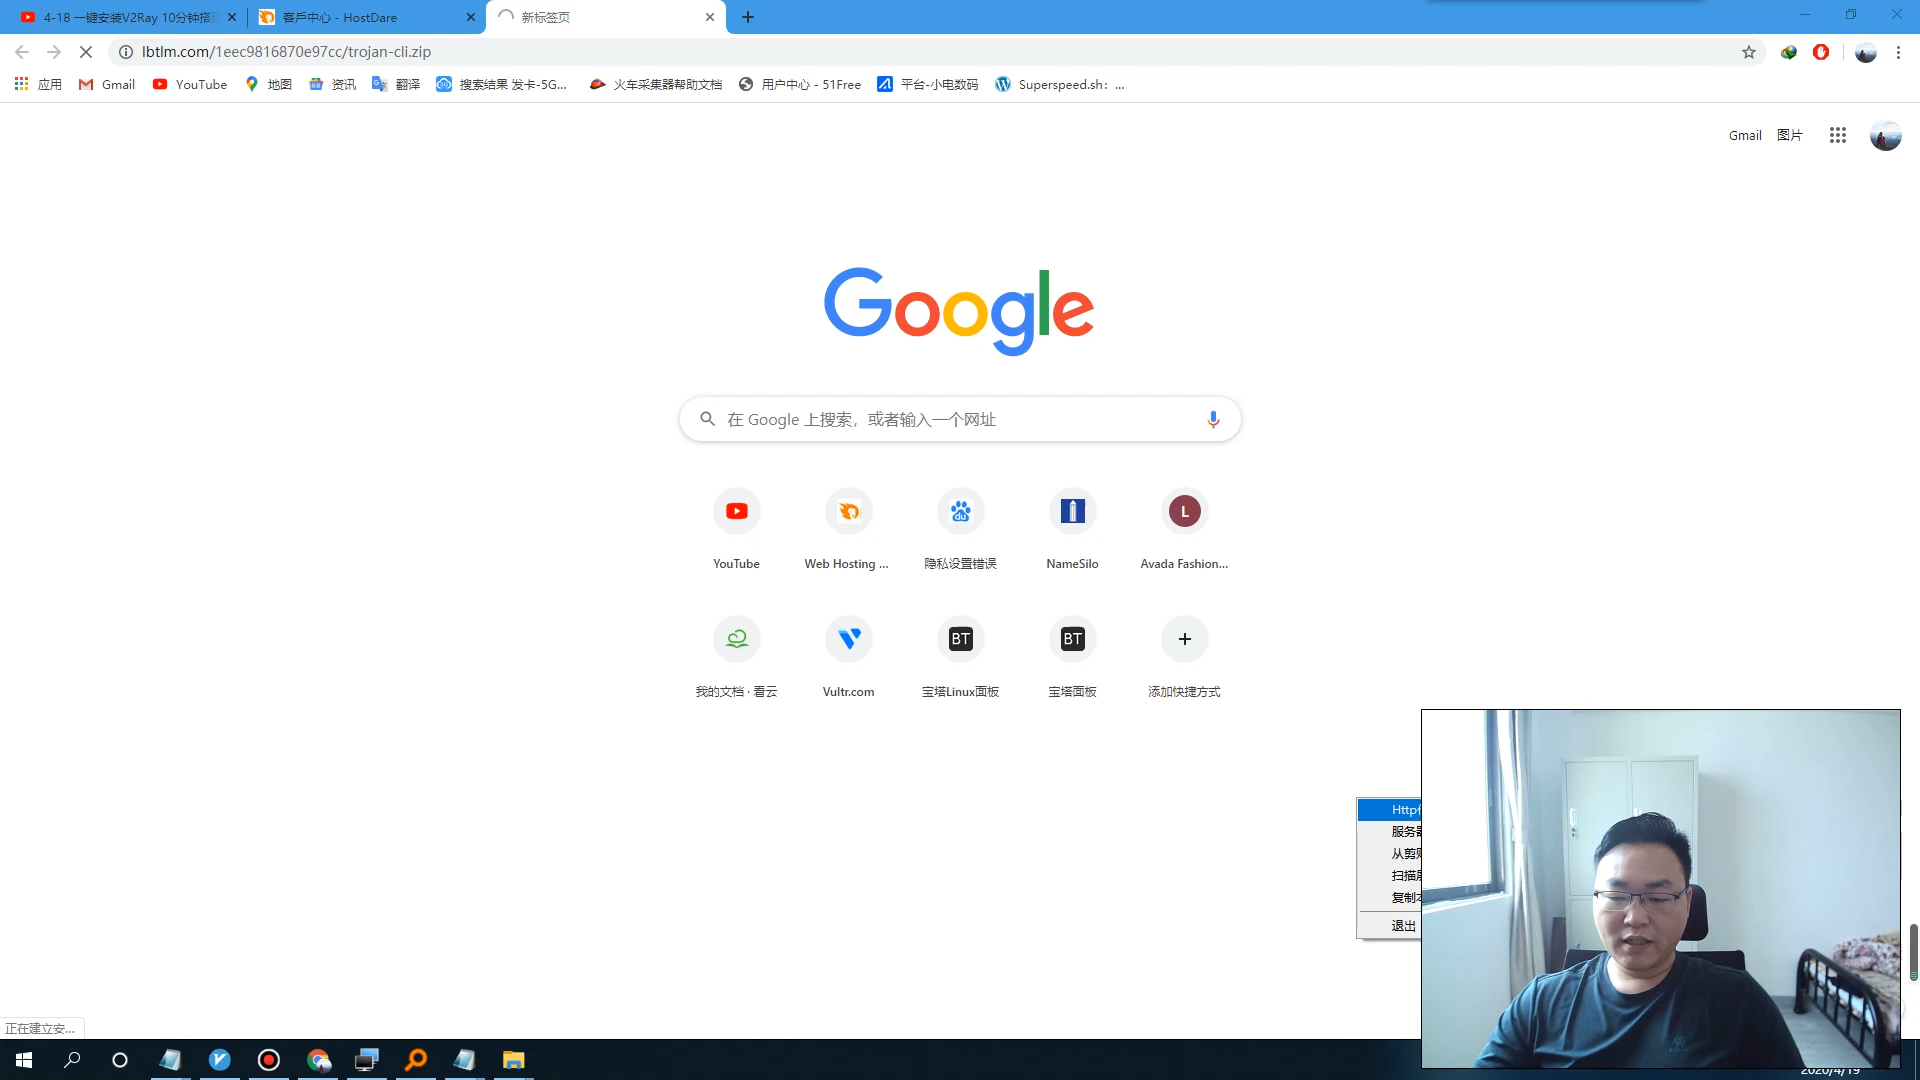 4-18 一键安装V2Ray 10分钟搭
客戶中心 - HostDare
新标签页
lbtlm.com/1eec9816870e97cc/trojan-cli.zip
应用
Gmail
YouTube
地图
资讯
翻译
搜索结果 发卡-5G...
火车采集器帮助文档
用户中心 - 51Free
平台-小电数码
Superspeed.sh: ...
Gmail
图片
Google
在 Google 上搜索，或者输入一个网址
YouTube
Web Hosting ...
隐私设置错误
NameSilo
L
Avada Fashion...
我的文档 · 看云
Vultr.com
BT
宝塔Linux面板
BT
宝塔面板
添加快捷方式
Http
服务器
从剪
扫描
复制
退出
正在建立安...
2020/4/19